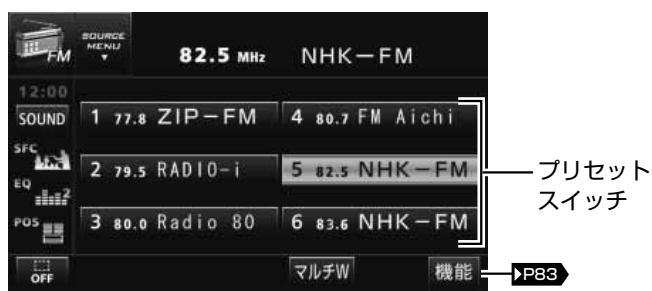 FM
SOURCE
MENU
82.5 MHz NHK-FM
12:00
SOUND
1 77.8 ZIP-FM
4 80.7 FM Aichi
SFC
2 79.5 RADIO-i
5 82.5 NHK-FM
EQ
2
3 80.0 Radio 80
6 83.6 NHK-FM
POS
OFF
マルチW
機能
プリセット
スイッチ
P83